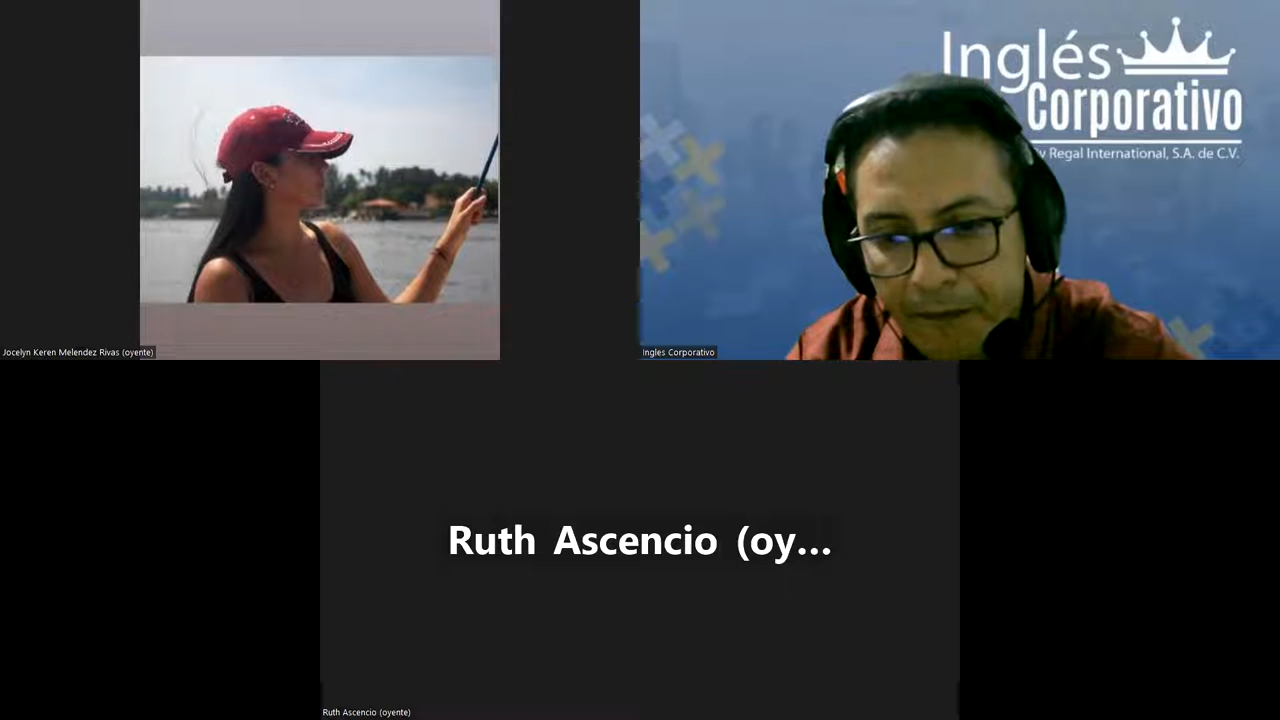 Inglés
Corporativo
y Regal International, S.A. de C.V.
Jocelyn Keren Melendez Rivas (oyente)
Ingles Corporativo
Ruth Ascencio (oy...
Ruth Ascencio (oyente)